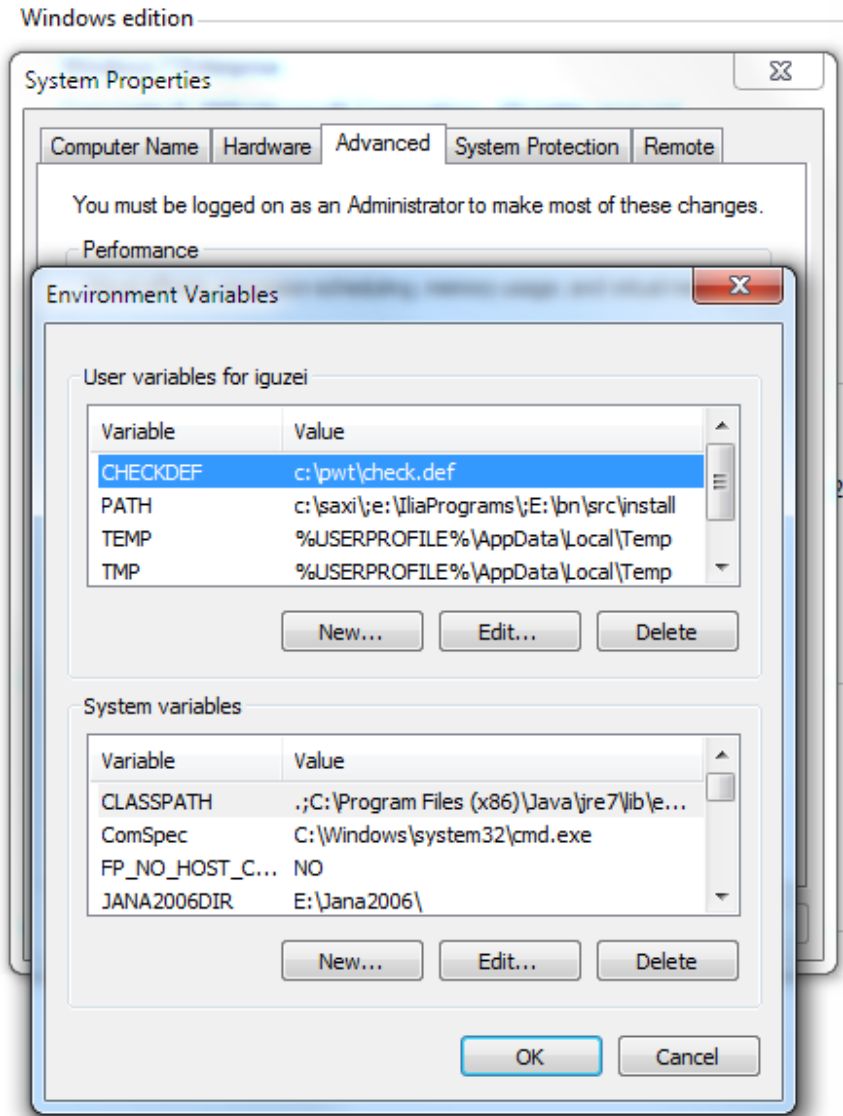 Windows edition
System Properties
Computer Name Hardware Advanced System Protection Remote
You must be logged on as an Administrator to make most of these changes.
Performance
Environment Variables
User variables for iguzei
Variable Value
CHECKDEF c:\pwt\check.def
PATH c:\saxi\;e:\IliaPrograms\;E:\bn\src\install
TEMP %USERPROFILE%\AppData\Local\Temp
TMP %USERPROFILE%\AppData\Local\Temp
New... Edit... Delete
System variables
Variable Value
CLASSPATH .;C:\Program Files (x86)\Java\jre7\lib\e...
ComSpec C:\Windows\system32\cmd.exe
FP_NO_HOST_C... NO
JANA2006DIR E:\Jana2006\
New... Edit... Delete
OK Cancel